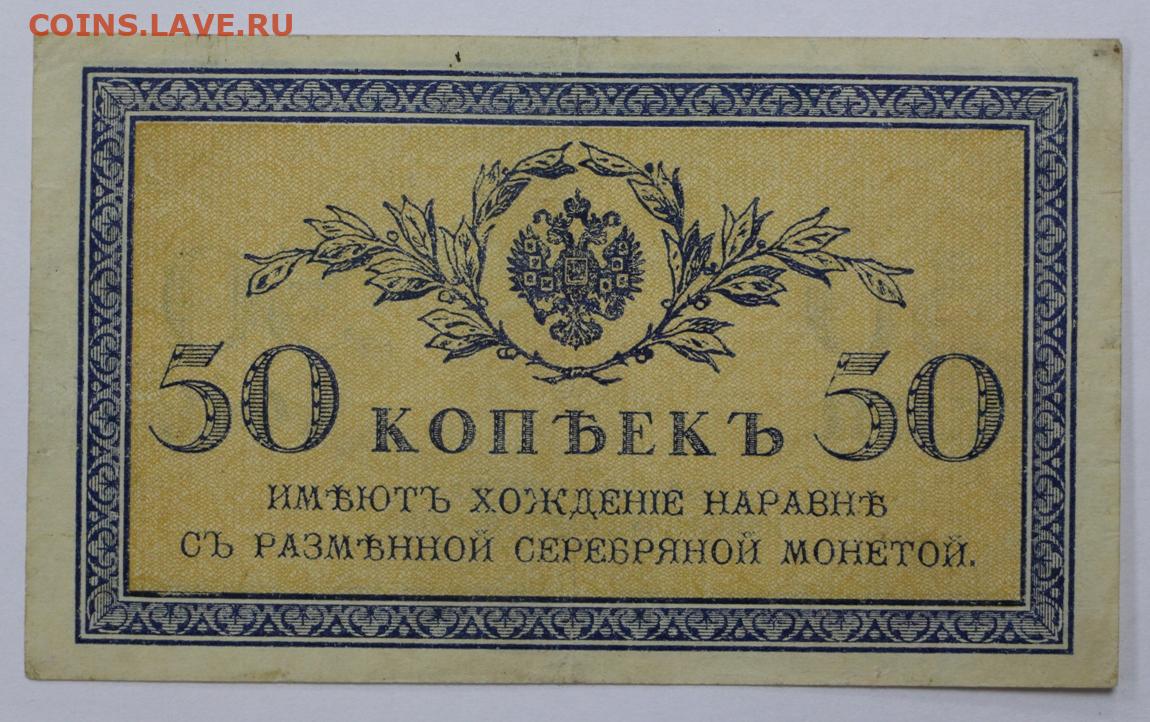 COINS.LAVE.RU
50 КОПѢЕКЪ 50
ИМѢЮТЪ ХОЖДЕНІЕ НАРАВНѢ
СЪ РАЗМѢННОЙ СЕРЕБРЯНОЙ МОНЕТОЙ.